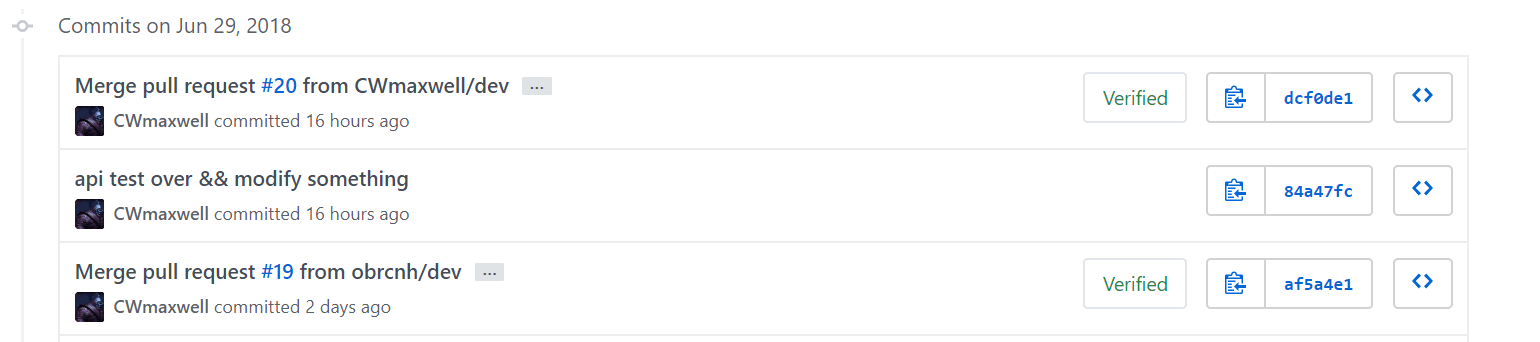 Commits on Jun 29, 2018
Merge pull request #20 from CWmaxwell/dev ...
Verified
dcf0de1
CWmaxwell committed 16 hours ago
api test over && modify something
84a47fc
CWmaxwell committed 16 hours ago
Merge pull request #19 from obrcnh/dev ...
Verified
af5a4e1
CWmaxwell committed 2 days ago